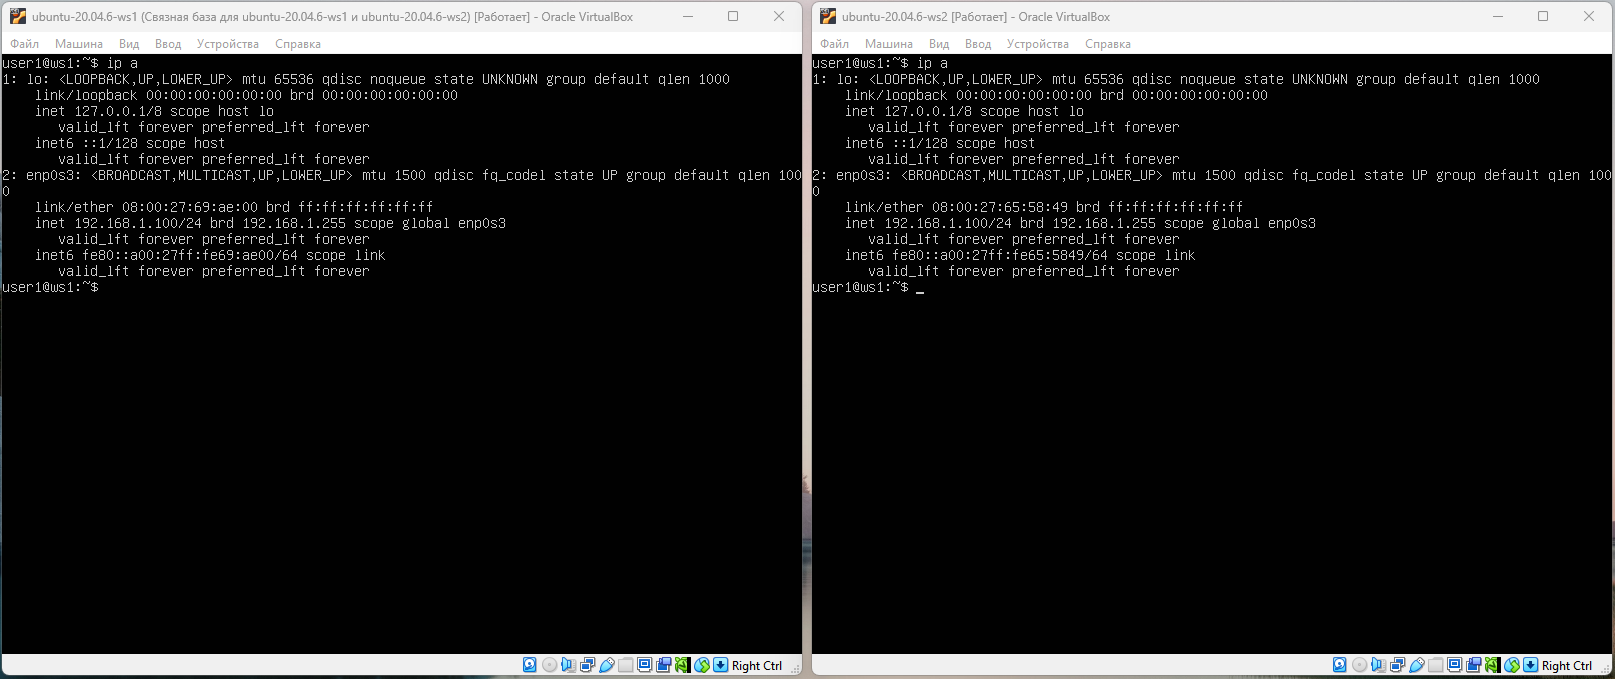 ubuntu-20.04.6-ws1 (Связная база для ubuntu-20.04.6-ws1 и ubuntu-20.04.6-ws2) [Работает] - Oracle VirtualBox
Файл Машина Вид Ввод Устройства Справка
user1@ws1:~$ ip a
1: lo: <LOOPBACK,UP,LOWER_UP> mtu 65536 qdisc noqueue state UNKNOWN group default qlen 1000
    link/loopback 00:00:00:00:00:00 brd 00:00:00:00:00:00
    inet 127.0.0.1/8 scope host lo
       valid_lft forever preferred_lft forever
    inet6 ::1/128 scope host
       valid_lft forever preferred_lft forever
2: enp0s3: <BROADCAST,MULTICAST,UP,LOWER_UP> mtu 1500 qdisc fq_codel state UP group default qlen 100
0
    link/ether 08:00:27:69:ae:00 brd ff:ff:ff:ff:ff:ff
    inet 192.168.1.100/24 brd 192.168.1.255 scope global enp0s3
       valid_lft forever preferred_lft forever
    inet6 fe80::a00:27ff:fe69:ae00/64 scope link
       valid_lft forever preferred_lft forever
user1@ws1:~$
Right Ctrl
ubuntu-20.04.6-ws2 [Работает] - Oracle VirtualBox
Файл Машина Вид Ввод Устройства Справка
user1@ws1:~$ ip a
1: lo: <LOOPBACK,UP,LOWER_UP> mtu 65536 qdisc noqueue state UNKNOWN group default qlen 1000
    link/loopback 00:00:00:00:00:00 brd 00:00:00:00:00:00
    inet 127.0.0.1/8 scope host lo
       valid_lft forever preferred_lft forever
    inet6 ::1/128 scope host
       valid_lft forever preferred_lft forever
2: enp0s3: <BROADCAST,MULTICAST,UP,LOWER_UP> mtu 1500 qdisc fq_codel state UP group default qlen 100
0
    link/ether 08:00:27:65:58:49 brd ff:ff:ff:ff:ff:ff
    inet 192.168.1.100/24 brd 192.168.1.255 scope global enp0s3
       valid_lft forever preferred_lft forever
    inet6 fe80::a00:27ff:fe65:5849/64 scope link
       valid_lft forever preferred_lft forever
user1@ws1:~$ _
Right Ctrl